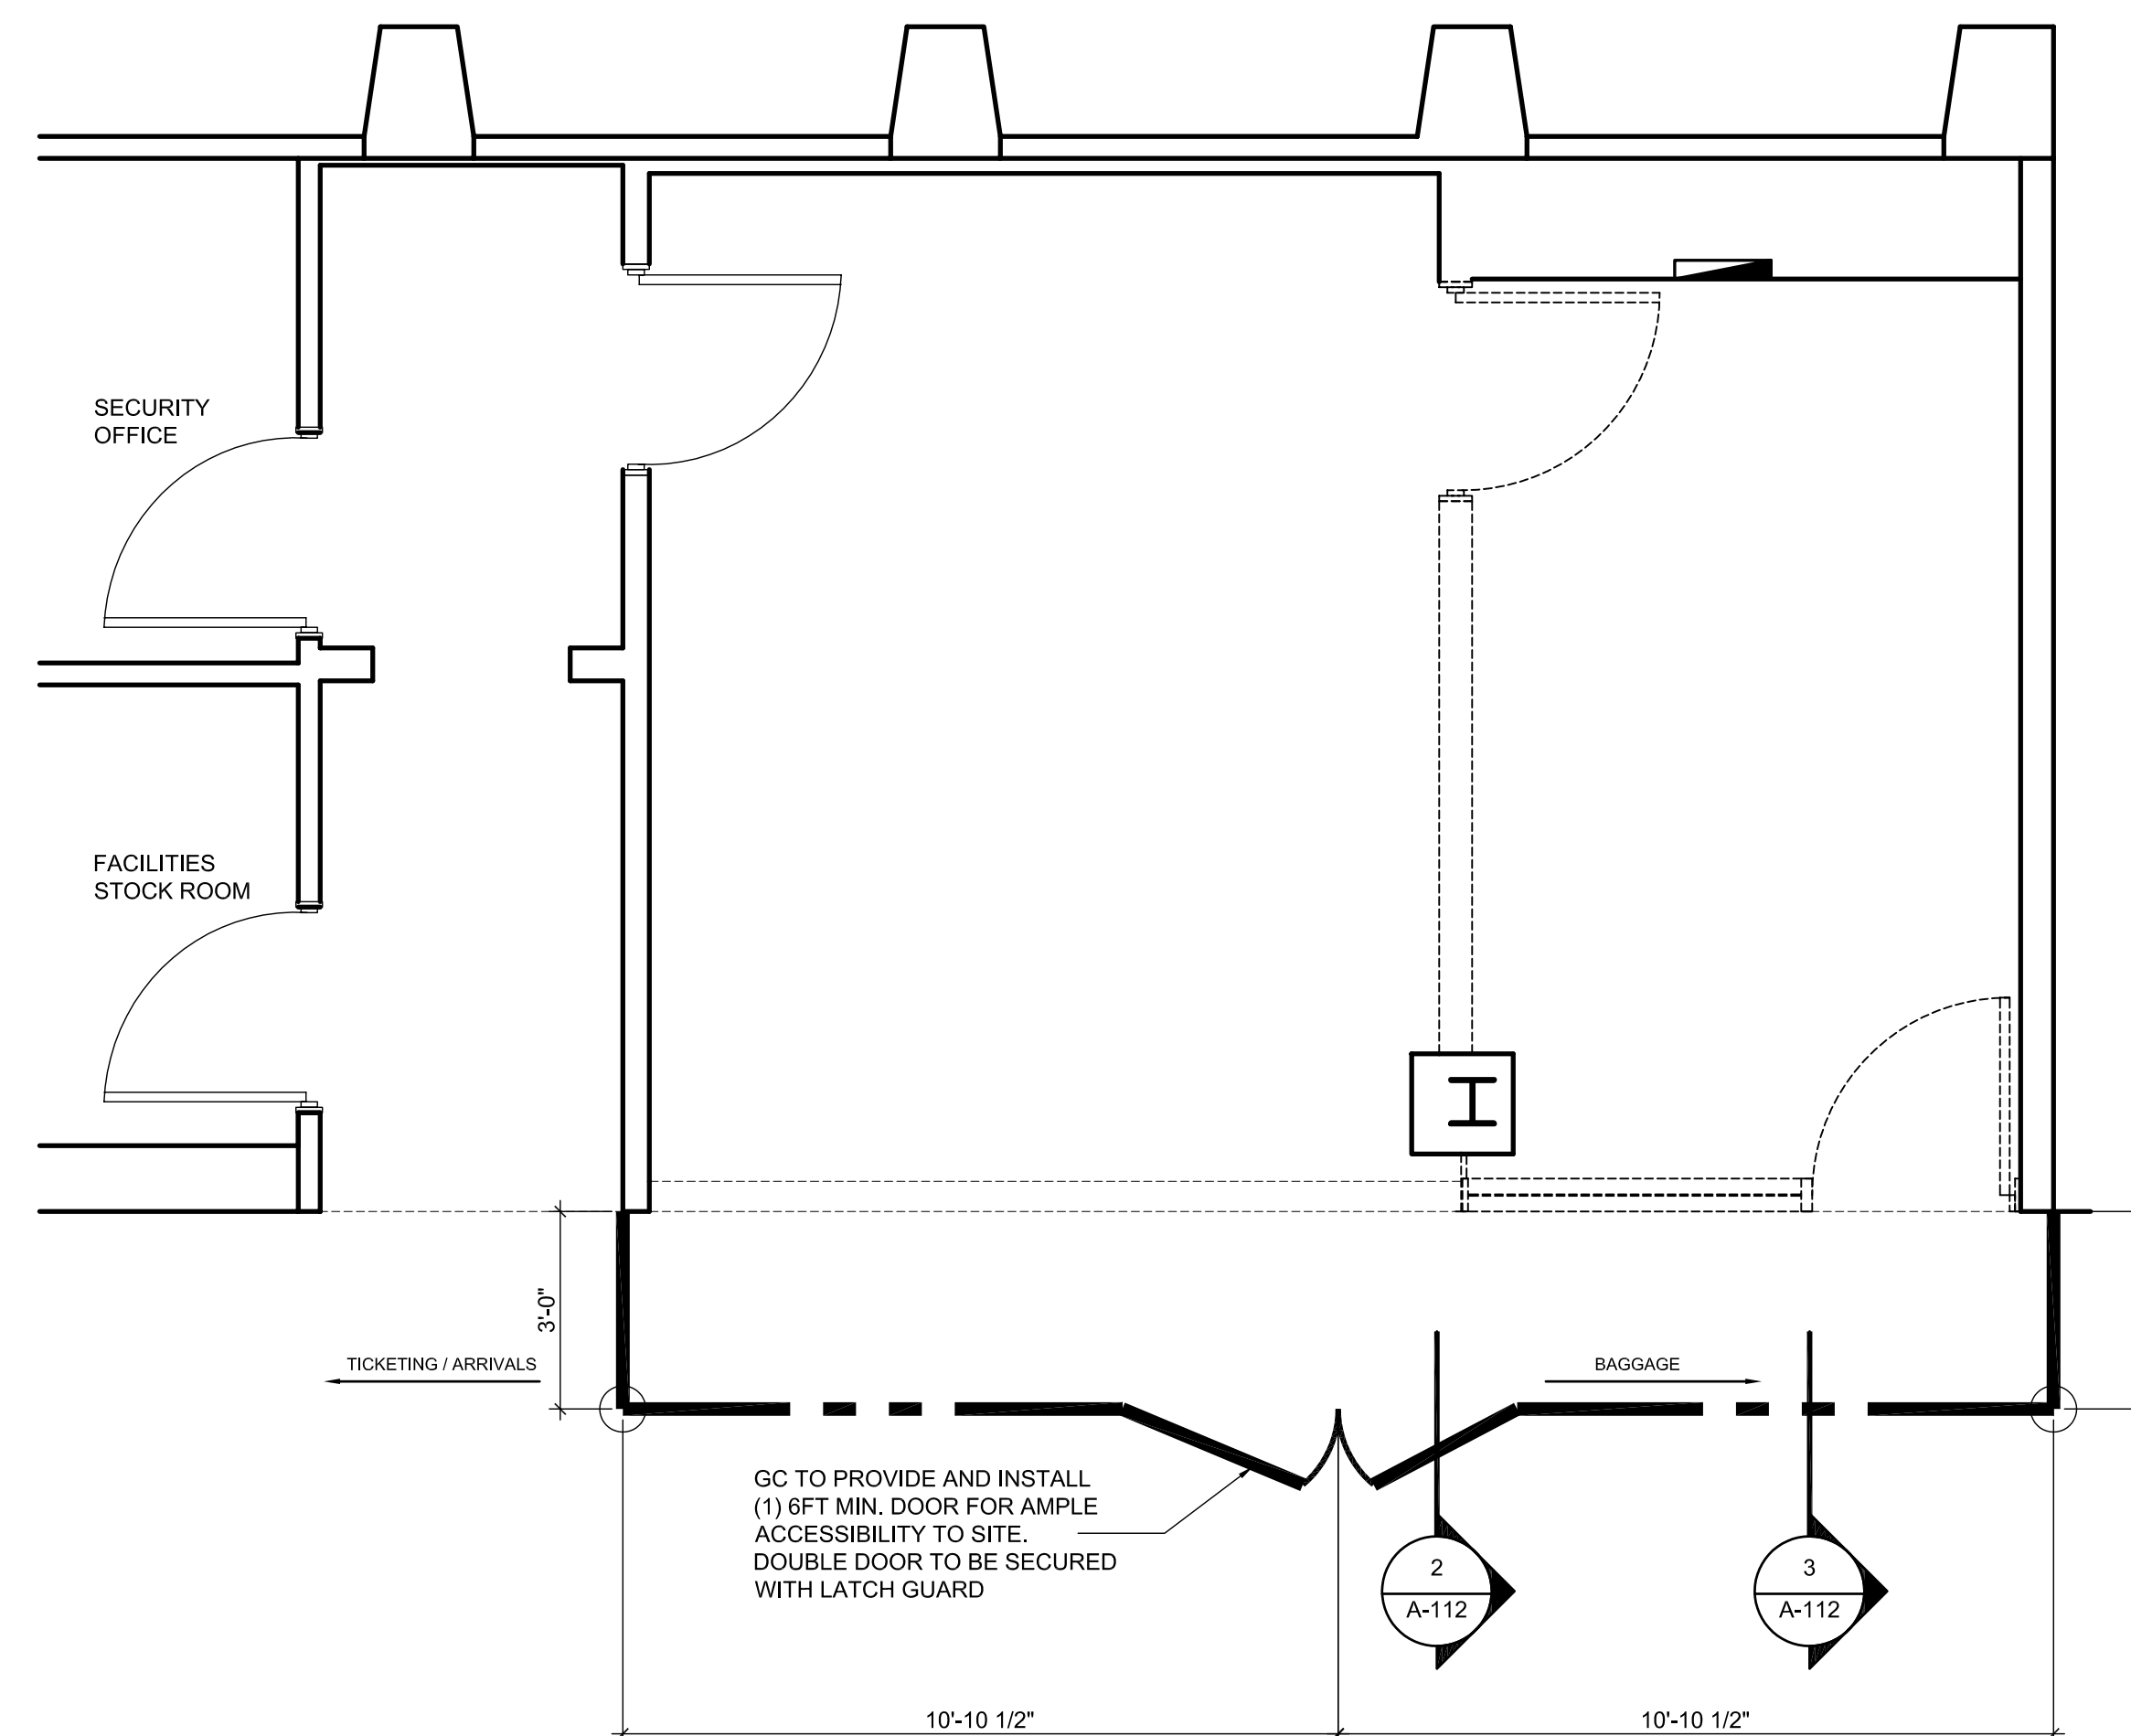 SECURITY
OFFICE
FACILITIES
STOCK ROOM
3'-0"
TICKETING / ARRIVALS
BAGGAGE
GC TO PROVIDE AND INSTALL
(1) 6FT MIN. DOOR FOR AMPLE
ACCESSIBILITY TO SITE.
DOUBLE DOOR TO BE SECURED
WITH LATCH GUARD
2
A-112
3
A-112
10'-10 1/2"
10'-10 1/2"